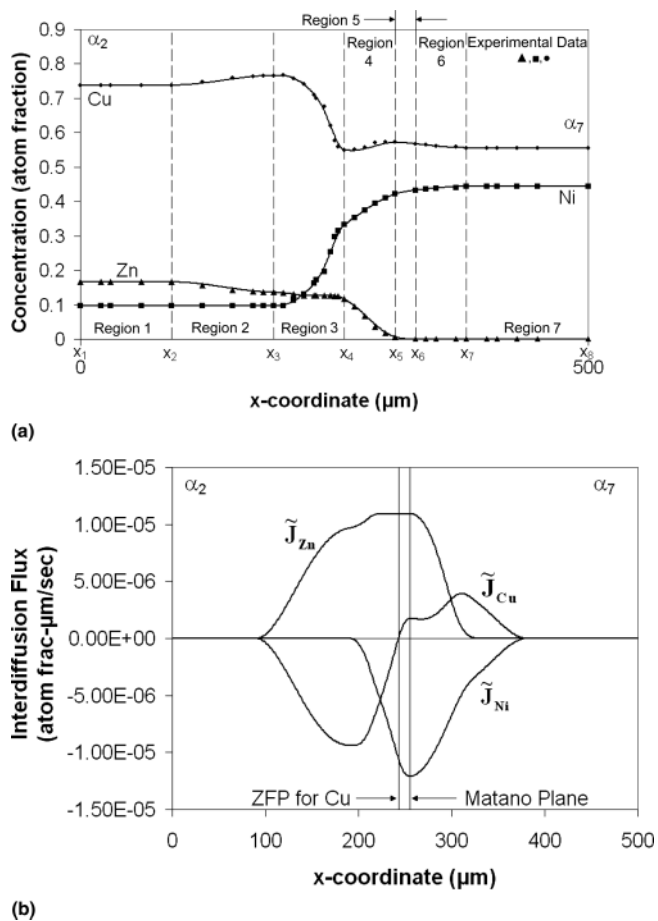 Region 5
0.9
α2
Region 4
Region 6
Experimental Data
▲,■,●
0.8
Cu
0.7
0.6
α7
0.5
Ni
0.4
0.3
0.2
Zn
0.1
Region 1
Region 2
Region 3
Region 7
0
x1
x2
x3
x4
x5
x6
x7
x8
0
500
Concentration (atom fraction)
x-coordinate (μm)
(a)
1.50E-05
α2
α7
1.00E-05
J̃Zn
5.00E-06
J̃Cu
0.00E+00
-5.00E-06
J̃Ni
-1.00E-05
ZFP for Cu
Matano Plane
-1.50E-05
0
100
200
300
400
500
Interdiffusion Flux
(atom frac-μm/sec)
x-coordinate (μm)
(b)